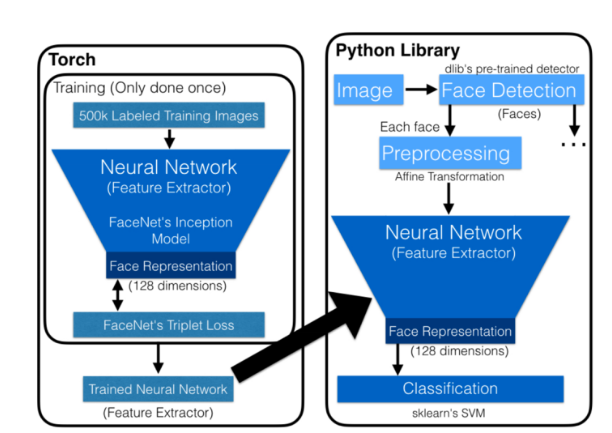 Torch
Training (Only done once)
500k Labeled Training Images
Neural Network
(Feature Extractor)
FaceNet's Inception
Model
Face Representation
(128 dimensions)
FaceNet's Triplet Loss
Trained Neural Network
(Feature Extractor)
Python Library
dlib's pre-trained detector
Image
Face Detection
(Faces)
Each face
...
Preprocessing
Affine Transformation
Neural Network
(Feature Extractor)
Face Representation
(128 dimensions)
Classification
sklearn's SVM